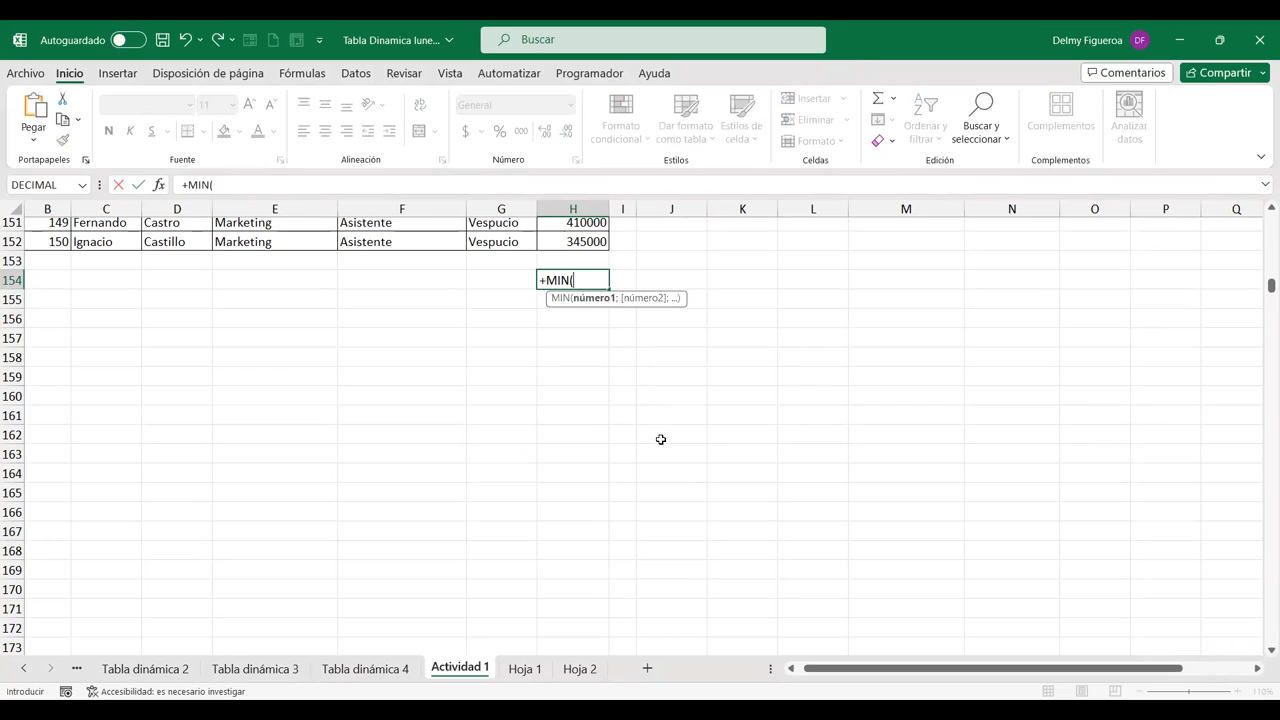 Autoguardado
Tabla Dinamica lune...
Buscar
Delmy Figueroa
DF
Archivo Inicio Insertar Disposición de página Fórmulas Datos Revisar Vista Automatizar Programador Ayuda
Comentarios
Compartir
Pegar
11
N K S
General
$ % 000
Formato condicional
Dar formato como tabla
Estilos de celda
Insertar
Eliminar
Formato
Ordenar y filtrar
Buscar y seleccionar
Complementos
Analizar datos
Portapapeles
Fuente
Alineación
Número
Estilos
Celdas
Edición
Complementos
DECIMAL
fx
+MIN(
B C D E F G H I J K L M N O P Q
151 149 Fernando Castro Marketing Asistente Vespucio 410000
152 150 Ignacio Castillo Marketing Asistente Vespucio 345000
153
154 +MIN(
MIN(número1; [número2]; ...)
155
156
157
158
159
160
161
162
163
164
165
166
167
168
169
170
171
172
173
Tabla dinámica 2 Tabla dinámica 3 Tabla dinámica 4 Actividad 1 Hoja 1 Hoja 2
Introducir
Accesibilidad: es necesario investigar
110%